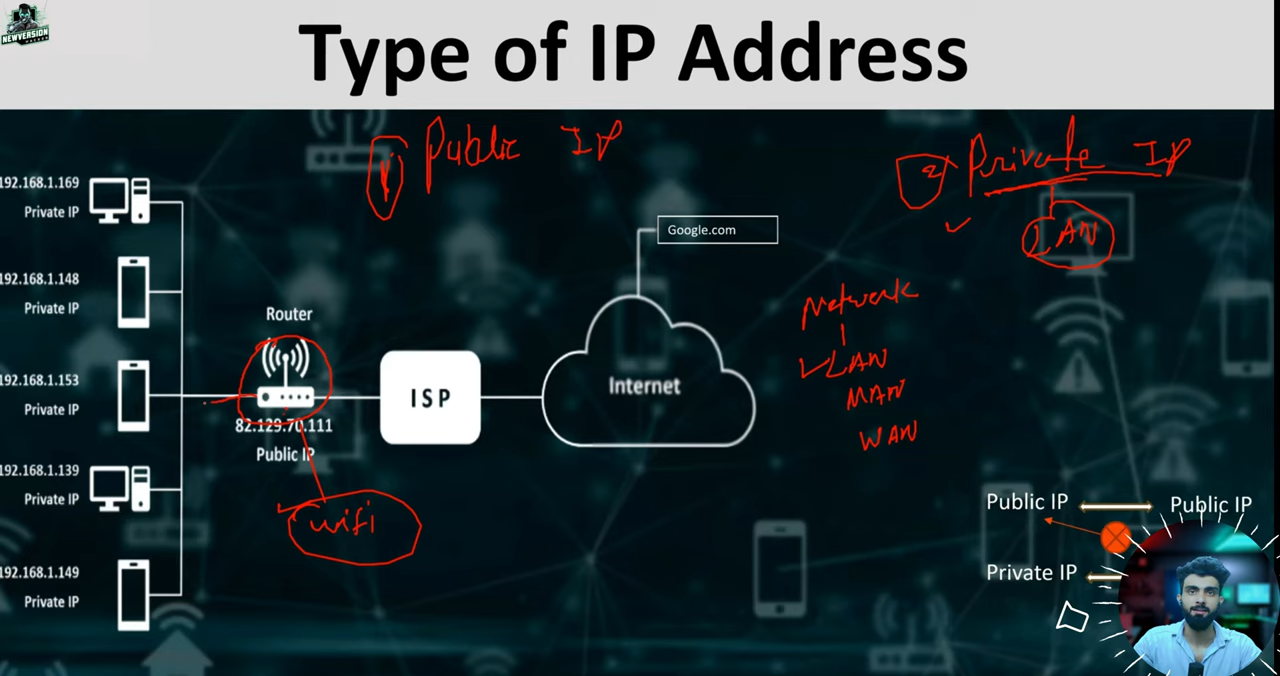 NEWVERSION
HACKER
Type of IP Address
1 Public IP
2 Private IP
LAN
192.168.1.169
Private IP
192.168.1.148
Private IP
192.168.1.153
Private IP
192.168.1.139
Private IP
192.168.1.149
Private IP
Router
82.129.70.111
Public IP
wifi
ISP
Internet
Google.com
Network
LAN
MAN
WAN
Public IP
Public IP
Private IP